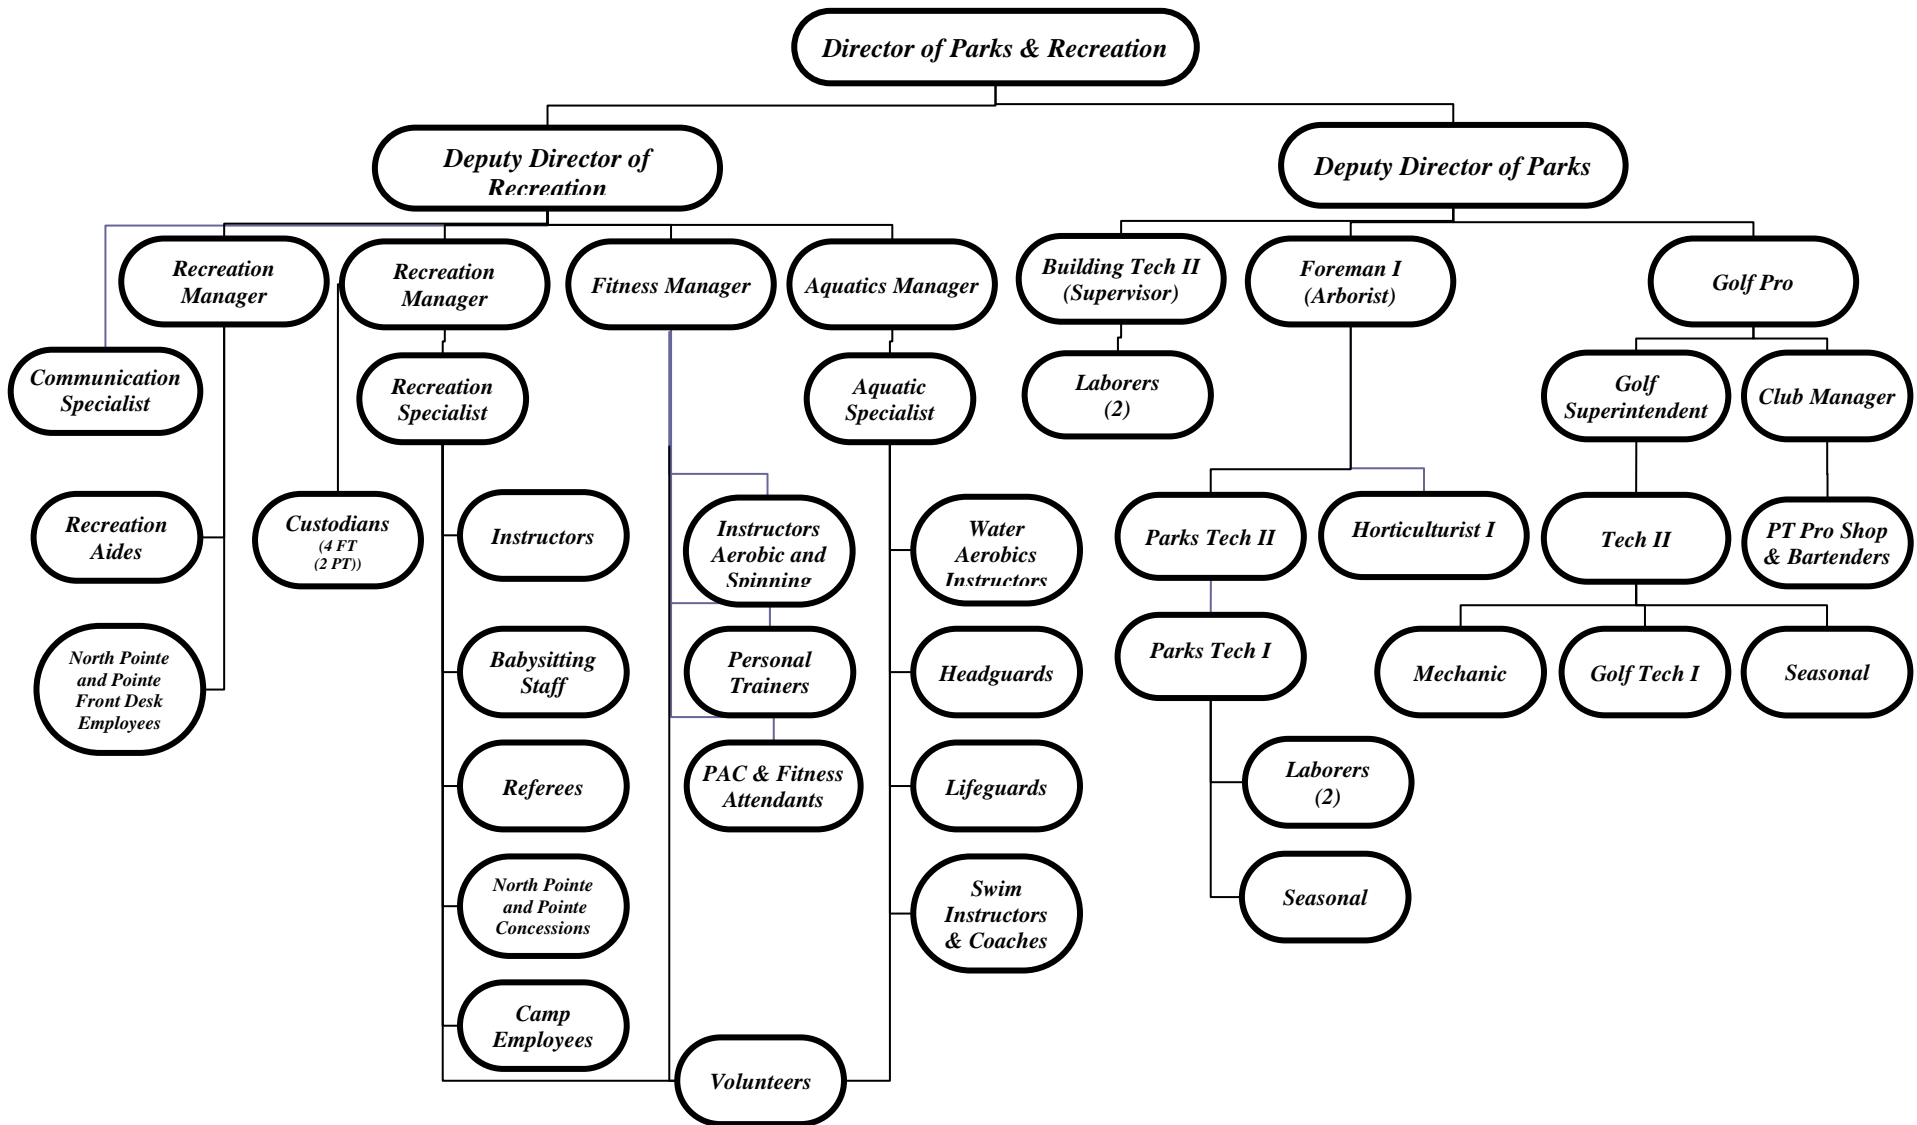 Director of Parks & Recreation
Deputy Director of
Recreation
Deputy Director of Parks
Recreation
Manager
Recreation
Manager
Fitness Manager
Aquatics Manager
Building Tech II
(Supervisor)
Foreman I
(Arborist)
Golf Pro
Communication
Specialist
Recreation
Specialist
Aquatic
Specialist
Laborers
(2)
Golf
Superintendent
Club Manager
Recreation
Aides
Custodians
(4 FT
(2 PT))
Instructors
Instructors
Aerobic and
Spinning
Water
Aerobics
Instructors
Parks Tech II
Horticulturist I
Tech II
PT Pro Shop
& Bartenders
North Pointe
and Pointe
Front Desk
Employees
Babysitting
Staff
Personal
Trainers
Headguards
Parks Tech I
Mechanic
Golf Tech I
Seasonal
Referees
PAC & Fitness
Attendants
Lifeguards
Laborers
(2)
North Pointe
and Pointe
Concessions
Swim
Instructors
& Coaches
Seasonal
Camp
Employees
Volunteers